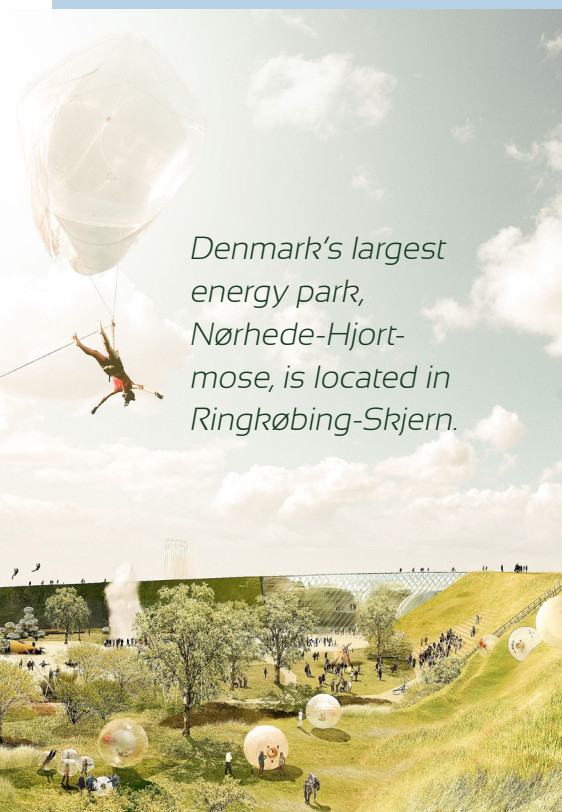 Denmark's largest
energy park,
Nørhede-Hjort-
mose, is located in
Ringkøbing-Skjern.